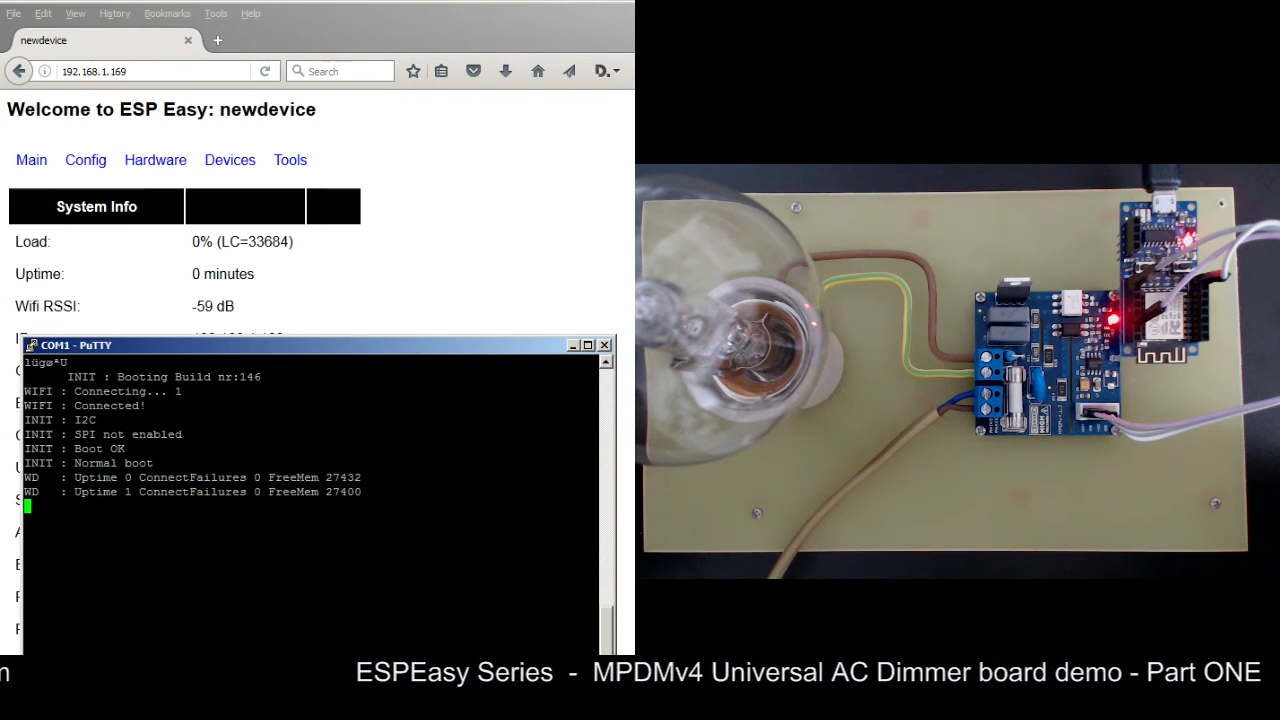 File Edit View History Bookmarks Tools Help
newdevice
192.168.1.169
Search
D.
Welcome to ESP Easy: newdevice
Main Config Hardware Devices Tools
System Info
Load: 0% (LC=33684)
Uptime: 0 minutes
Wifi RSSI: -59 dB
COM1 - PuTTY
INIT : Booting Build nr:146
WIFI : Connecting... 1
WIFI : Connected!
INIT : I2C
INIT : SPI not enabled
INIT : Boot OK
INIT : Normal boot
WD : Uptime 0 ConnectFailures 0 FreeMem 27432
WD : Uptime 1 ConnectFailures 0 FreeMem 27400
ESPEasy Series - MPDMv4 Universal AC Dimmer board demo - Part ONE